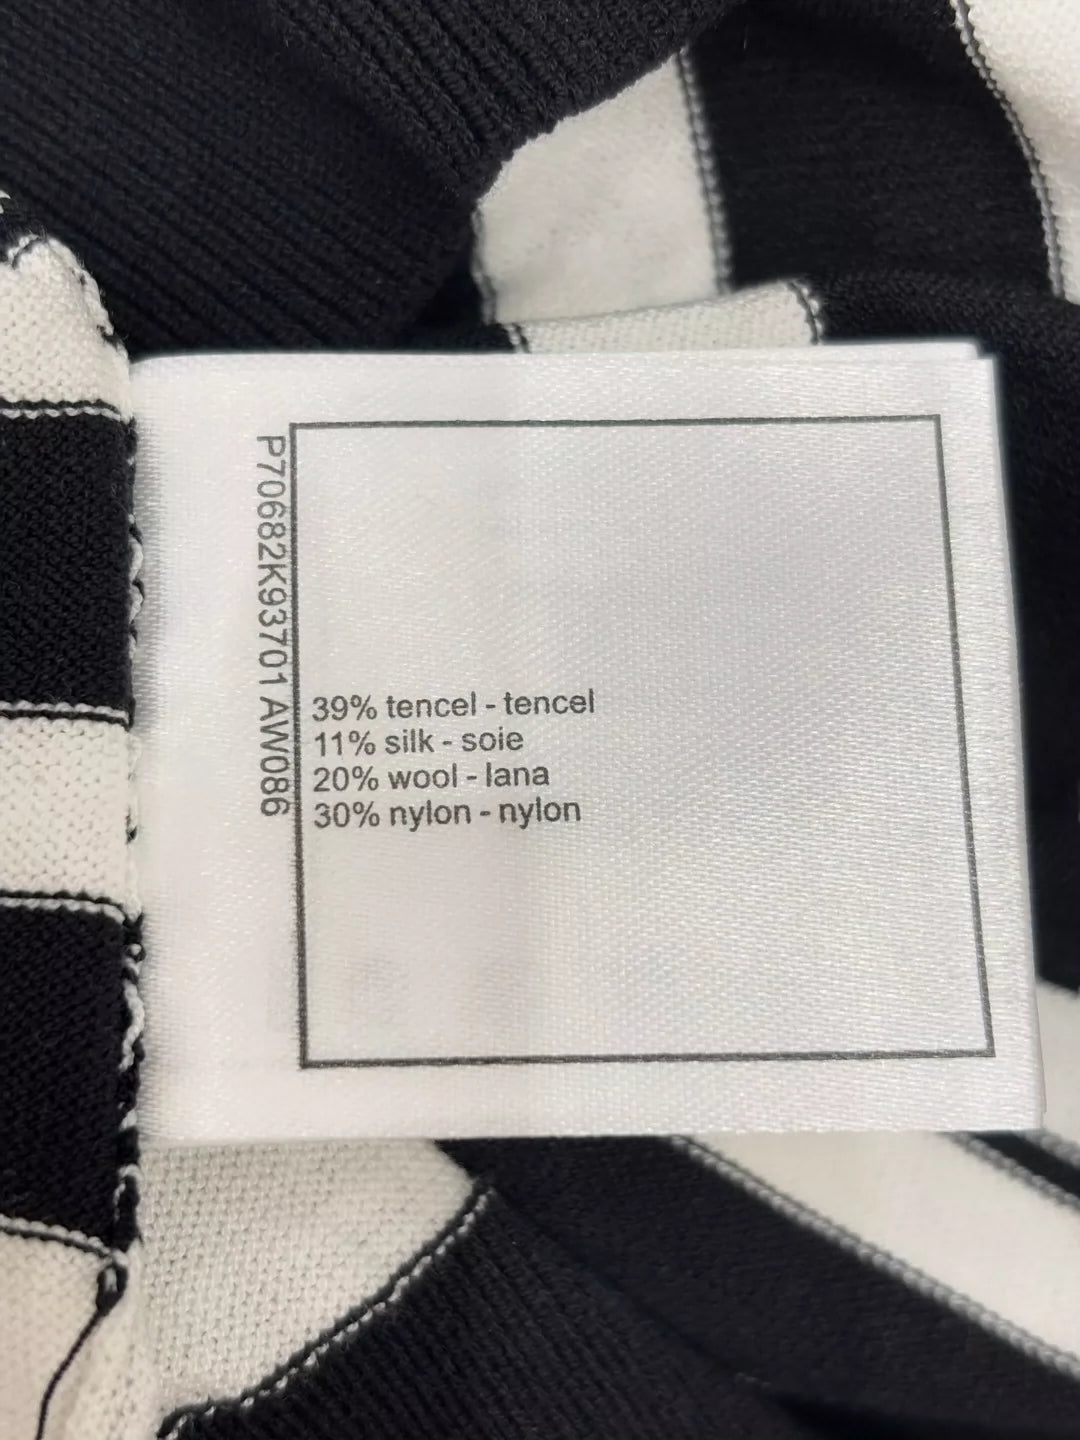 P70682K93701 AW086
39% tencel - tencel
11% silk - soie
20% wool - lana
30% nylon - nylon